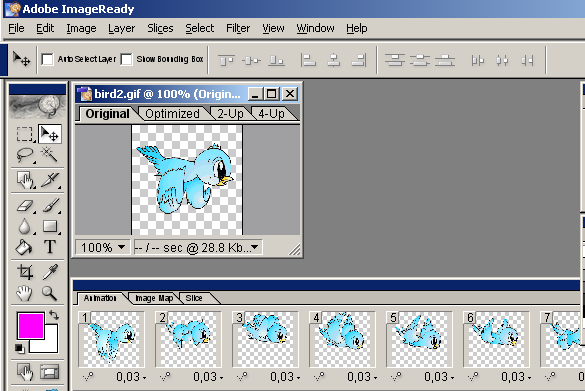 Adobe ImageReady
File Edit Image Layer Slices Select Filter View Window Help
Auto Select Layer Show Bounding Box
bird2.gif @ 100% (Origin...
Original Optimized 2-Up 4-Up
T
100% -- / -- sec @ 28.8 Kb...
Animation Image Map Slice
1 2 3 4 5 6 7
0,03 0,03 0,03 0,03 0,03 0,03 0,03